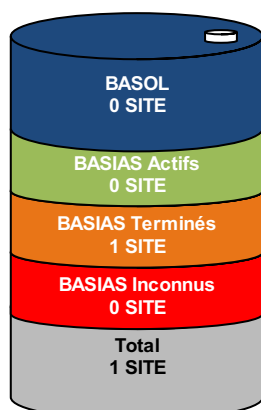 BASOL
0 SITE
BASIAS Actifs
0 SITE
BASIAS Terminés
1 SITE
BASIAS Inconnus
0 SITE
Total
1 SITE